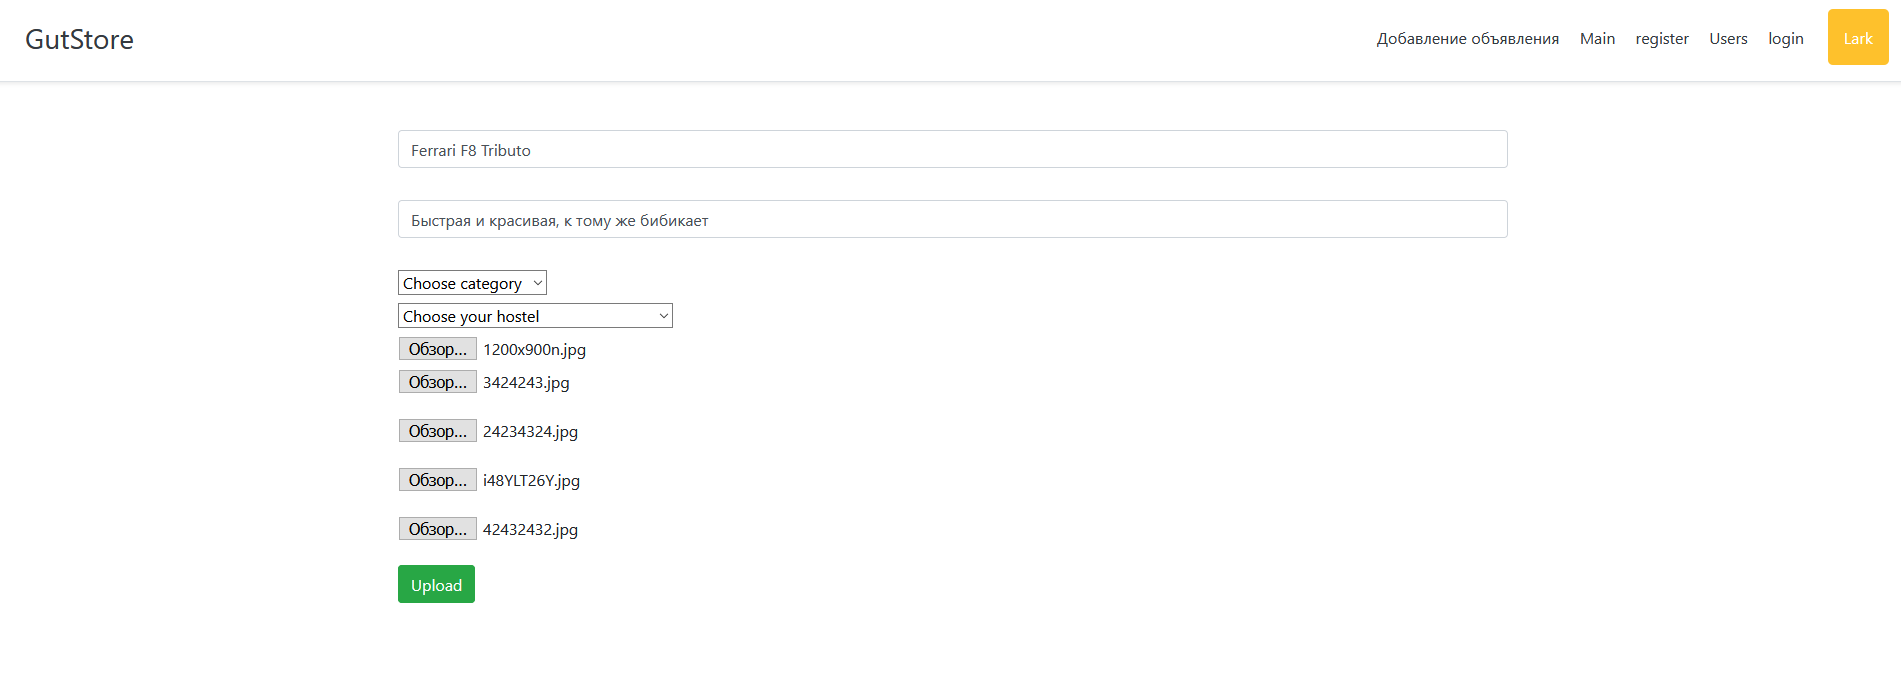 GutStore
Добавление объявления Main register Users login Lark
Ferrari F8 Tributo
Быстрая и красивая, к тому же бибикает
Choose category
Choose your hostel
Обзор... 1200x900n.jpg
Обзор... 3424243.jpg
Обзор... 24234324.jpg
Обзор... i48YLT26Y.jpg
Обзор... 42432432.jpg
Upload